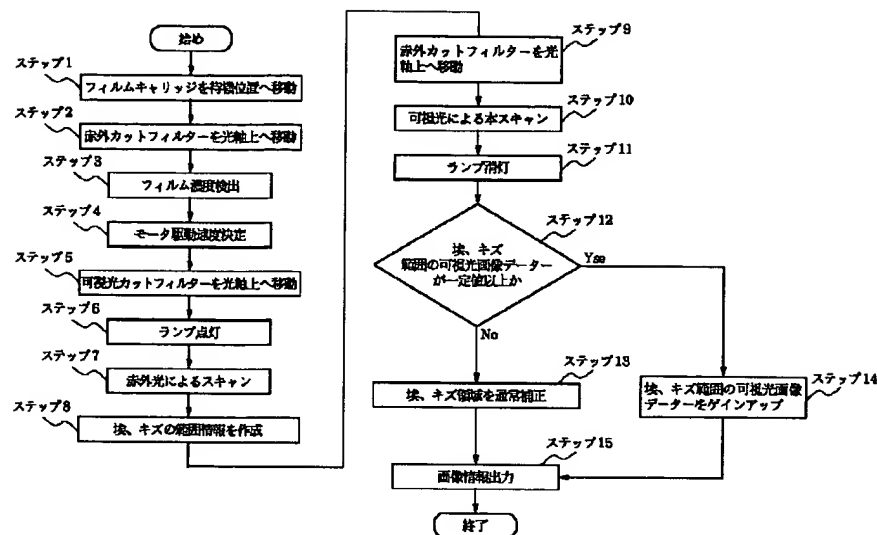 始め
ステップ1
フィルムキャリッジを待機位置へ移動
ステップ2
赤外カットフィルターを光軸上へ移動
ステップ3
フィルム濃度検出
ステップ4
モータ駆動速度決定
ステップ5
可視光カットフィルターを光軸上へ移動
ステップ6
ランプ点灯
ステップ7
赤外光によるスキャン
ステップ8
埃、キズの範囲情報を作成
ステップ9
赤外カットフィルターを光
軸上へ移動
ステップ10
可視光による本スキャン
ステップ11
ランプ消灯
ステップ12
埃、キズ
範囲の可視光画像データー
が一定値以上か
Yse
No
ステップ13
埃、キズ領域を通常補正
ステップ14
埃、キズ範囲の可視光画像
データーをゲインアップ
ステップ15
画像情報出力
終了